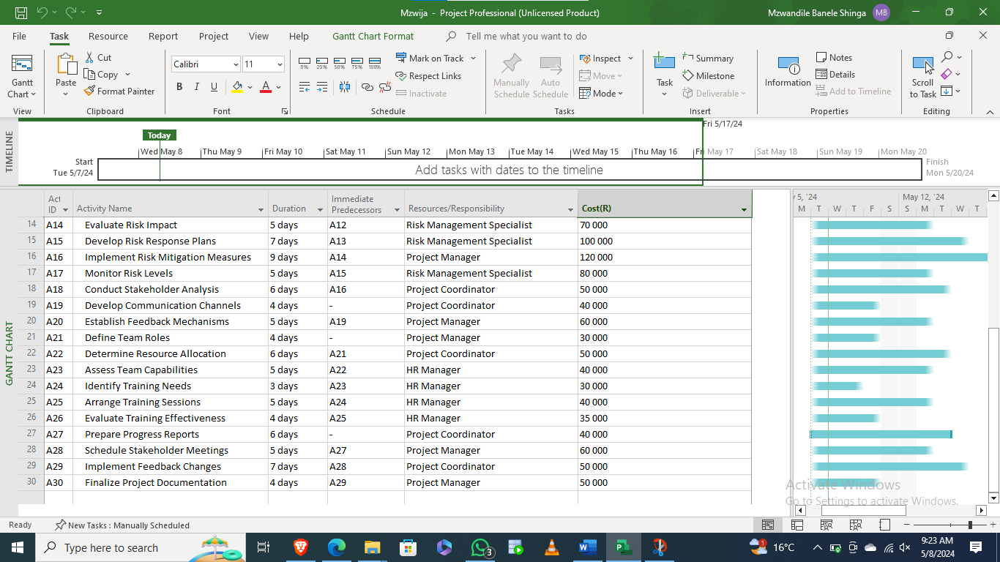 Mzwija - Project Professional (Unlicensed Product)
Mzwandile Banele Shinga MB
File Task Resource Report Project View Help Gantt Chart Format Tell me what you want to do
Gantt Chart
View
Paste
Cut
Copy
Format Painter
Clipboard
Calibri 11
B I U A
Font
0% 25% 50% 75% 100%
Mark on Track
Respect Links
Inactivate
Schedule
Manually Schedule
Auto Schedule
Inspect
Move
Mode
Tasks
Task
Summary
Milestone
Deliverable
Insert
Information
Notes
Details
Add to Timeline
Properties
Scroll to Task
Editing
TIMELINE
Fri 5/17/24
Today
Wed May 8 Thu May 9 Fri May 10 Sat May 11 Sun May 12 Mon May 13 Tue May 14 Wed May 15 Thu May 16 Fri May 17 Sat May 18 Sun May 19 Mon May 20
Start
Tue 5/7/24
Add tasks with dates to the timeline
Finish
Mon 5/20/24
GANTT CHART
Act ID Activity Name Duration Immediate Predecessors Resources/Responsibility Cost(R)
5, '24 May 12, '24
M T W T F S S M T W T
14 A14 Evaluate Risk Impact 5 days A12 Risk Management Specialist 70 000
15 A15 Develop Risk Response Plans 7 days A13 Risk Management Specialist 100 000
16 A16 Implement Risk Mitigation Measures 9 days A14 Project Manager 120 000
17 A17 Monitor Risk Levels 5 days A15 Risk Management Specialist 80 000
18 A18 Conduct Stakeholder Analysis 6 days A16 Project Coordinator 50 000
19 A19 Develop Communication Channels 4 days - Project Coordinator 40 000
20 A20 Establish Feedback Mechanisms 5 days A19 Project Manager 60 000
21 A21 Define Team Roles 4 days - Project Manager 30 000
22 A22 Determine Resource Allocation 6 days A21 Project Coordinator 50 000
23 A23 Assess Team Capabilities 5 days A22 HR Manager 40 000
24 A24 Identify Training Needs 3 days A23 HR Manager 30 000
25 A25 Arrange Training Sessions 5 days A24 HR Manager 40 000
26 A26 Evaluate Training Effectiveness 4 days A25 HR Manager 35 000
27 A27 Prepare Progress Reports 6 days - Project Coordinator 40 000
28 A28 Schedule Stakeholder Meetings 5 days A27 Project Manager 60 000
29 A29 Implement Feedback Changes 7 days A28 Project Coordinator 50 000
30 A30 Finalize Project Documentation 4 days A29 Project Manager 50 000
Activate Windows
Go to Settings to activate Windows.
Ready New Tasks : Manually Scheduled
Type here to search
3
1
16°C
9:23 AM
5/8/2024